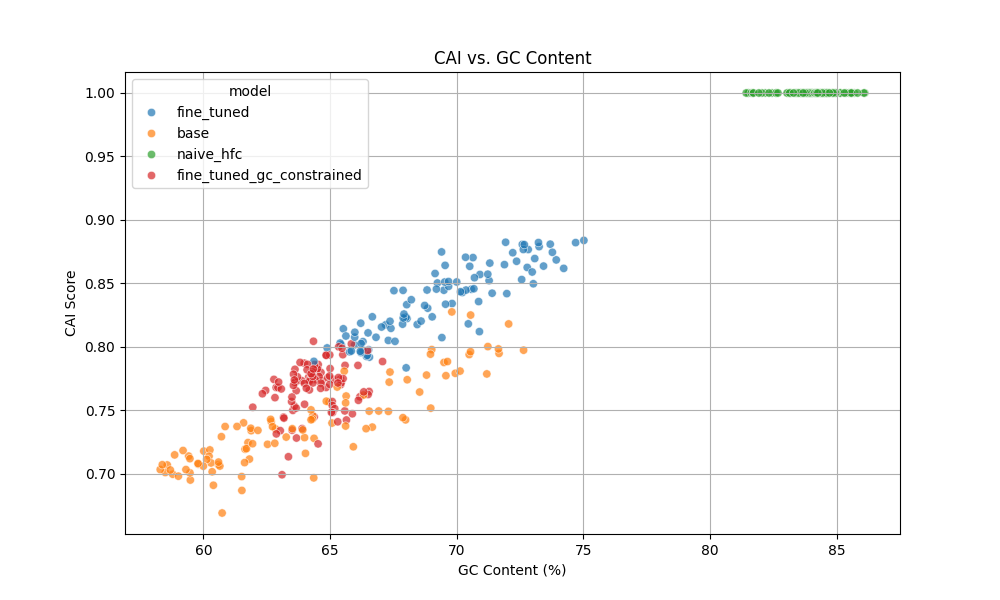 CAI vs. GC Content
model
fine_tuned
base
naive_hfc
fine_tuned_gc_constrained
1.00
0.95
0.90
0.85
0.80
0.75
0.70
CAI Score
60 65 70 75 80 85
GC Content (%)